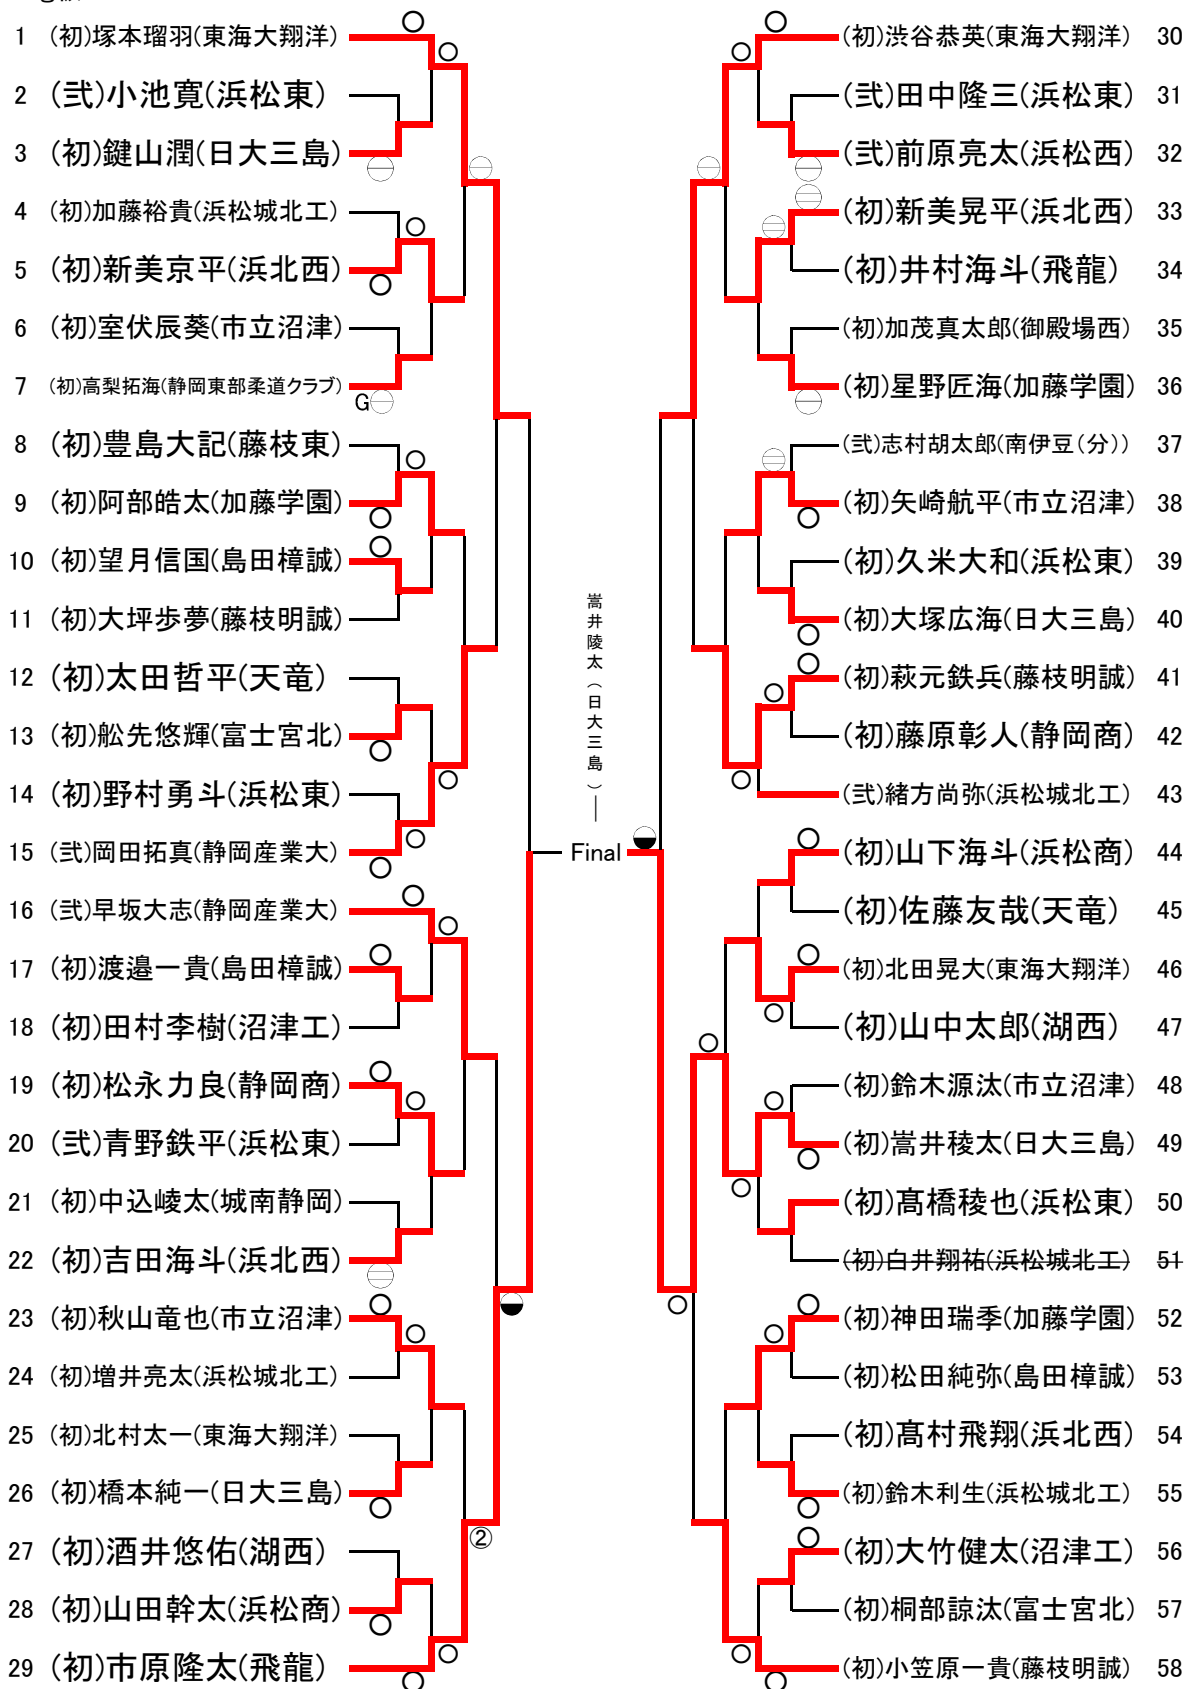 1 (初)塚本瑠羽(東海大翔洋)
2 (弐)小池寛(浜松東)
3 (初)鍵山潤(日大三島)
4 (初)加藤裕貴(浜松城北工)
5 (初)新美京平(浜北西)
6 (初)室伏辰葵(市立沼津)
7 (初)高梨拓海(静岡東部柔道クラブ)
G
8 (初)豊島大記(藤枝東)
9 (初)阿部皓太(加藤学園)
10 (初)望月信国(島田樟誠)
11 (初)大坪歩夢(藤枝明誠)
12 (初)太田哲平(天竜)
13 (初)舩先悠輝(富士宮北)
14 (初)野村勇斗(浜松東)
15 (弐)岡田拓真(静岡産業大)
16 (弐)早坂大志(静岡産業大)
17 (初)渡邉一貴(島田樟誠)
18 (初)田村李樹(沼津工)
19 (初)松永力良(静岡商)
20 (弐)青野鉄平(浜松東)
21 (初)中込崚太(城南静岡)
22 (初)吉田海斗(浜北西)
23 (初)秋山竜也(市立沼津)
24 (初)増井亮太(浜松城北工)
25 (初)北村太一(東海大翔洋)
26 (初)橋本純一(日大三島)
②
27 (初)酒井悠佑(湖西)
28 (初)山田幹太(浜松商)
29 (初)市原隆太(飛龍)
嵩井陵太(日大三島)
Final
(初)渋谷恭英(東海大翔洋) 30
(弐)田中隆三(浜松東) 31
(弐)前原亮太(浜松西) 32
(初)新美晃平(浜北西) 33
(初)井村海斗(飛龍) 34
(初)加茂真太郎(御殿場西) 35
(初)星野匠海(加藤学園) 36
(弐)志村胡太郎(南伊豆(分)) 37
(初)矢崎航平(市立沼津) 38
(初)久米大和(浜松東) 39
(初)大塚広海(日大三島) 40
(初)萩元鉄兵(藤枝明誠) 41
(初)藤原彰人(静岡商) 42
(弐)緒方尚弥(浜松城北工) 43
(初)山下海斗(浜松商) 44
(初)佐藤友哉(天竜) 45
(初)北田晃大(東海大翔洋) 46
(初)山中太郎(湖西) 47
(初)鈴木源汰(市立沼津) 48
(初)嵩井稜太(日大三島) 49
(初)髙橋稜也(浜松東) 50
(初)白井翔祐(浜松城北工) 51
(初)神田瑞季(加藤学園) 52
(初)松田純弥(島田樟誠) 53
(初)髙村飛翔(浜北西) 54
(初)鈴木利生(浜松城北工) 55
(初)大竹健太(沼津工) 56
(初)桐部諒汰(富士宮北) 57
(初)小笠原一貴(藤枝明誠) 58